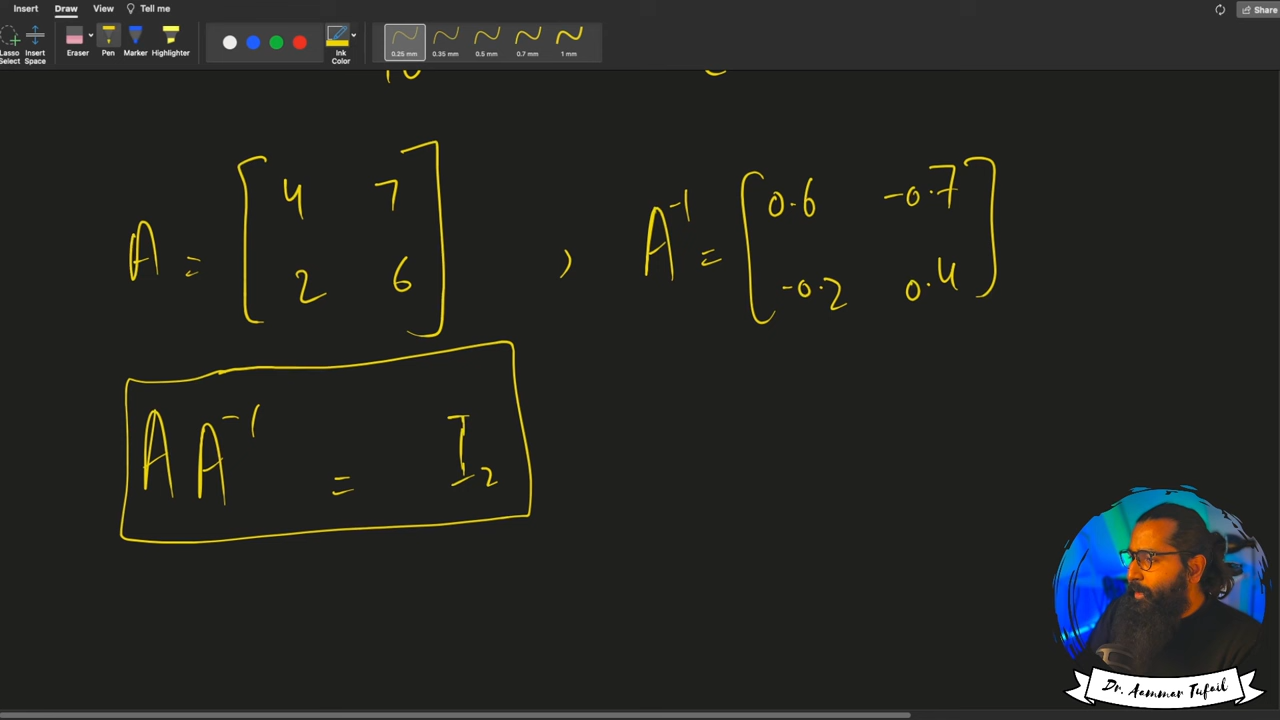 Insert Draw View Tell me
Share
Lasso Select
Insert Space
Eraser
Pen
Marker
Highlighter
Ink Color
0.25 mm
0.35 mm
0.5 mm
0.7 mm
1 mm
A = [ 4 7
2 6 ]
, A⁻¹ = [ 0.6 -0.7
-0.2 0.4 ]
A A⁻¹ = I₂
Dr. Aammar Tufail